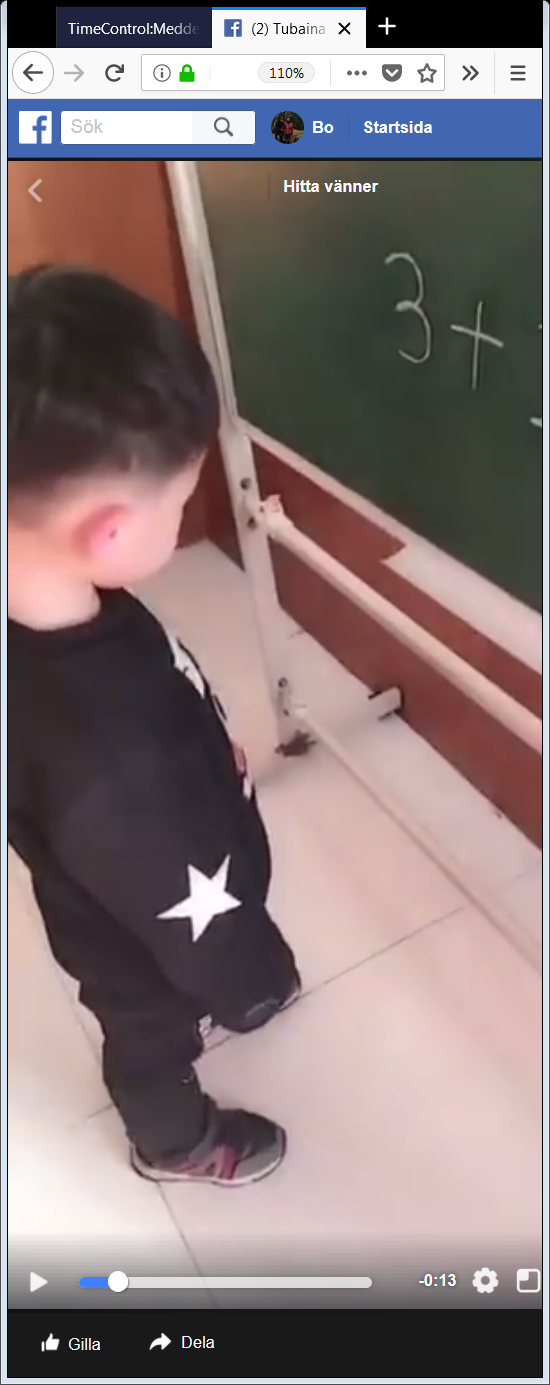 TimeControl:Medde
(2) Tubaina
110%
Sök
Bo
Startsida
Hitta vänner
3 +
-0:13
Gilla
Dela